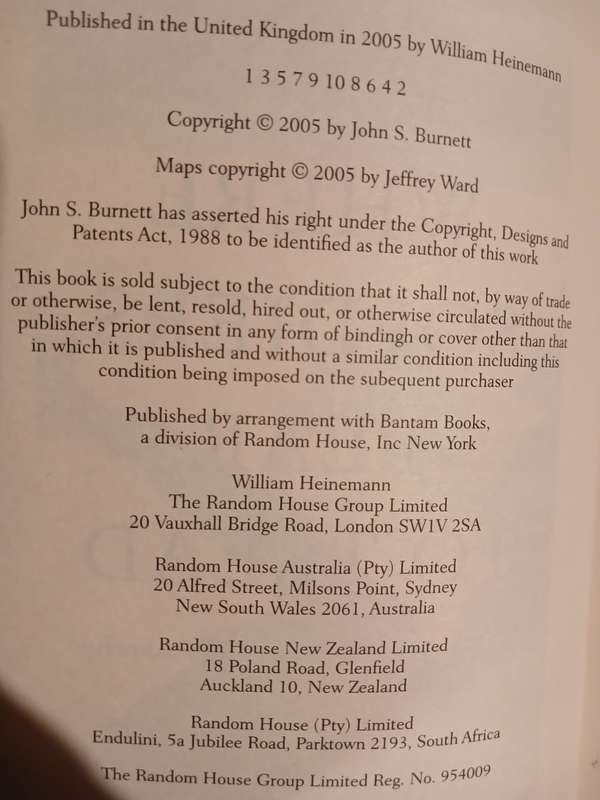 Published in the United Kingdom in 2005 by William Heinemann
1 3 5 7 9 10 8 6 4 2
Copyright © 2005 by John S. Burnett
Maps copyright © 2005 by Jeffrey Ward
John S. Burnett has asserted his right under the Copyright, Designs and
Patents Act, 1988 to be identified as the author of this work
This book is sold subject to the condition that it shall not, by way of trade
or otherwise, be lent, resold, hired out, or otherwise circulated without the
publisher's prior consent in any form of bindingh or cover other than that
in which it is published and without a similar condition including this
condition being imposed on the subequent purchaser
Published by arrangement with Bantam Books,
a division of Random House, Inc New York
William Heinemann
The Random House Group Limited
20 Vauxhall Bridge Road, London SW1V 2SA
Random House Australia (Pty) Limited
20 Alfred Street, Milsons Point, Sydney
New South Wales 2061, Australia
Random House New Zealand Limited
18 Poland Road, Glenfield
Auckland 10, New Zealand
Random House (Pty) Limited
Endulini, 5a Jubilee Road, Parktown 2193, South Africa
The Random House Group Limited Reg. No. 954009